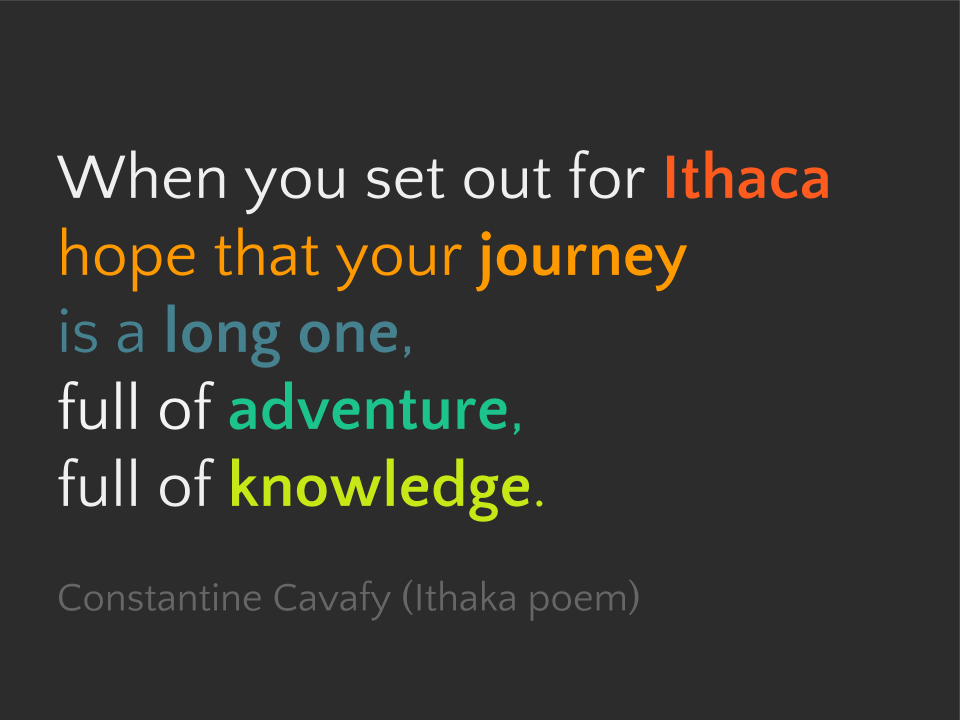 When you set out for Ithaca
hope that your journey
is a long one,
full of adventure,
full of knowledge.
Constantine Cavafy (Ithaka poem)